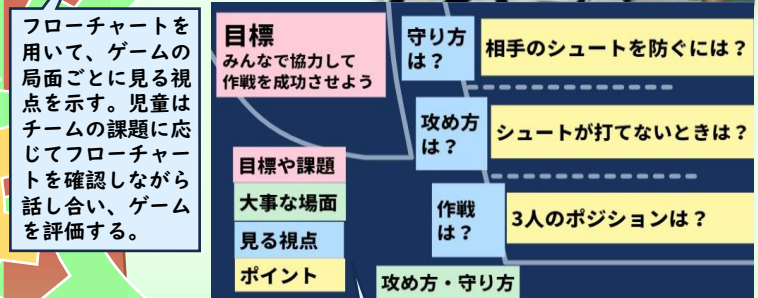 フローチャートを
用いて、ゲームの
局面ごとに見る視
点を示す。児童は
チームの課題に応
じてフローチャー
トを確認しながら
話し合い、ゲーム
を評価する。
目標
みんなで協力して
作戦を成功させよう
守り方
は？
相手のシュートを防ぐには？
攻め方
は？
シュートが打てないときは？
作戦
は？
3人のポジションは？
目標や課題
大事な場面
見る視点
ポイント
攻め方・守り方